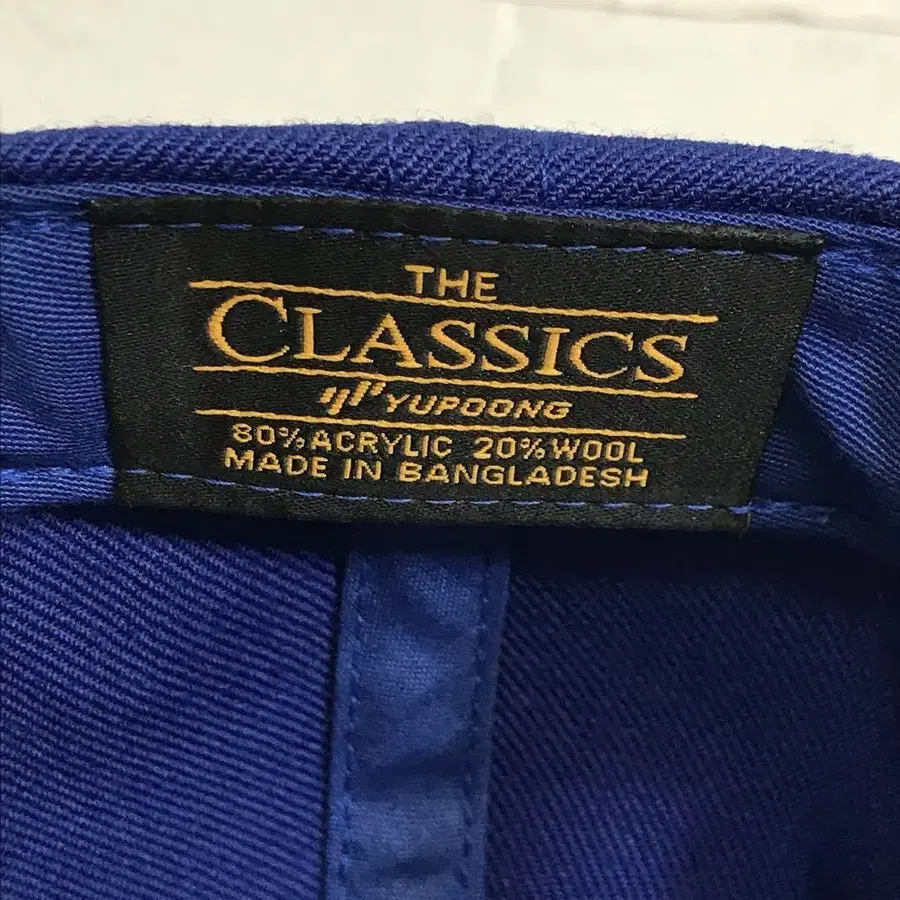 THE
CLASSICS
YUPOONG
80% ACRYLIC 20% WOOL
MADE IN BANGLADESH